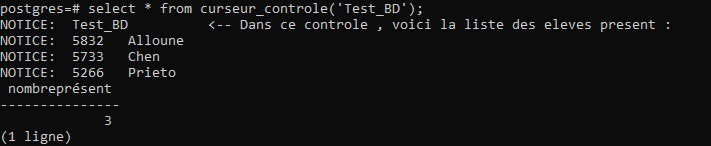 postgres=# select * from curseur_controle('Test_BD');
NOTICE:  Test_BD          <-- Dans ce controle , voici la liste des eleves present :
NOTICE:  5832   Alloune
NOTICE:  5733   Chen
NOTICE:  5266   Prieto
 nombreprésent
---------------
             3
(1 ligne)